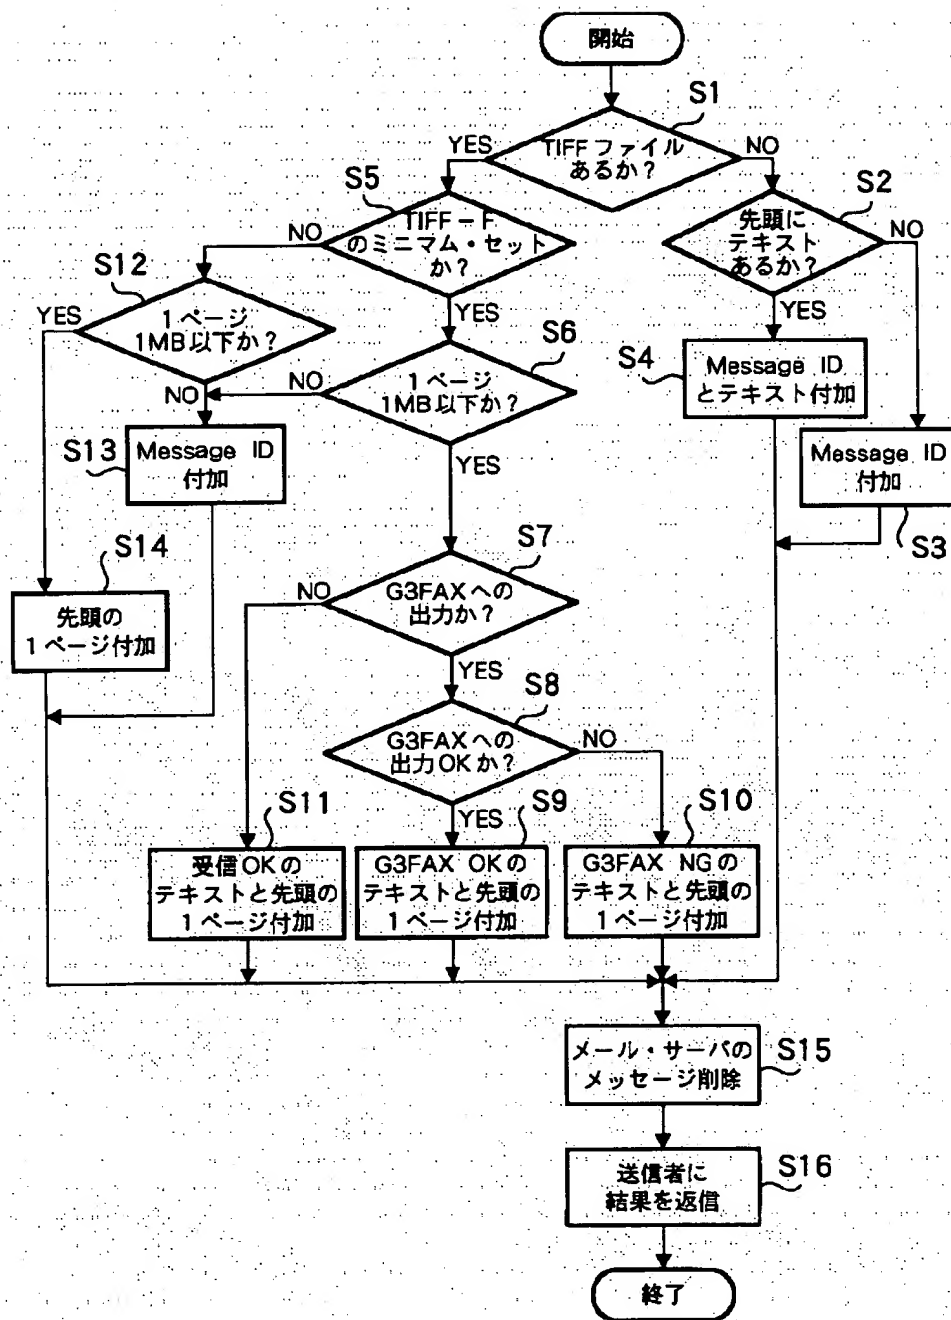 開始
S1
TIFFファイル
あるか?
YES
NO
S5
TIFF-F
のミニマム・セット
か?
NO
YES
S2
先頭に
テキスト
あるか?
YES
NO
S12
1ページ
1MB以下か?
YES
NO
S6
1ページ
1MB以下か?
NO
YES
S4
Message ID
とテキスト付加
S13
Message ID
付加
Message ID
付加
S3
S14
先頭の
1ページ付加
S7
G3FAXへの
出力か?
NO
YES
S8
G3FAXへの
出力OKか?
NO
YES
S11
受信OKの
テキストと先頭の
1ページ付加
S9
G3FAX OKの
テキストと先頭の
1ページ付加
S10
G3FAX NGの
テキストと先頭の
1ページ付加
メール・サーバの
メッセージ削除
S15
送信者に
結果を返信
S16
終了